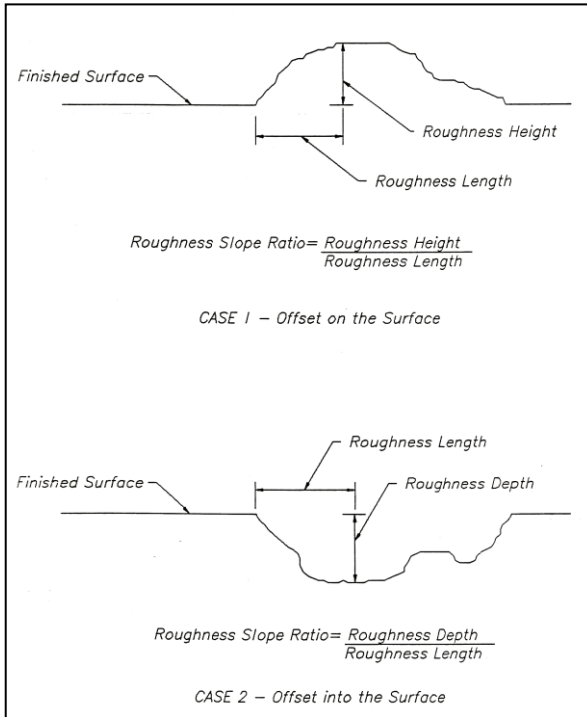 Finished Surface
Roughness Height
Roughness Length
Roughness Slope Ratio= Roughness Height
Roughness Length
CASE 1 – Offset on the Surface
Roughness Length
Finished Surface
Roughness Depth
Roughness Slope Ratio= Roughness Depth
Roughness Length
CASE 2 – Offset into the Surface